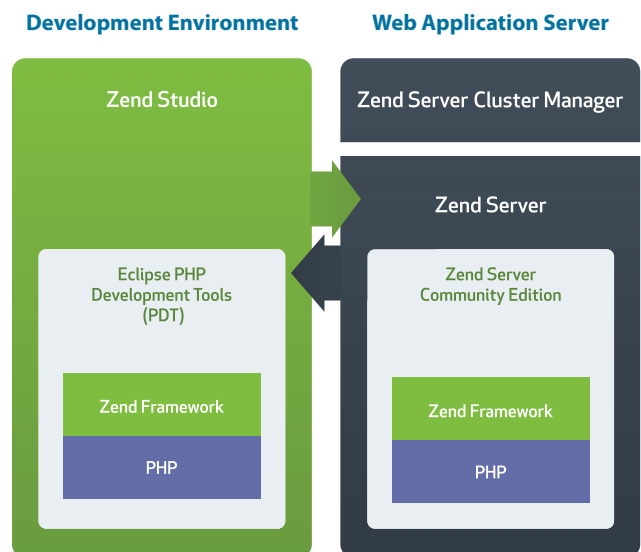 Development Environment
Web Application Server
Zend Studio
Eclipse PHP
Development Tools
(PDT)
Zend Framework
PHP
Zend Server Cluster Manager
Zend Server
Zend Server
Community Edition
Zend Framework
PHP